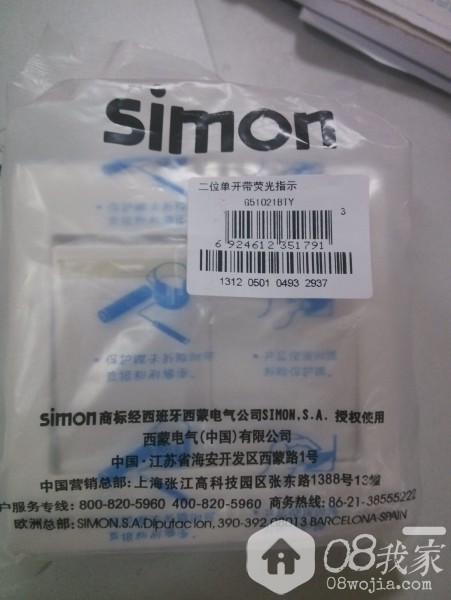 simon
二位单开带荧光指示
G51021BTY
3
6 924612 351791
1312 0501 0493 2937
simon商标经西班牙西蒙电气公司SIMON,S.A. 授权使用
西蒙电气(中国)有限公司
中国·江苏省海安开发区西蒙路1号
中国营销总部:上海张江高科技园区张东路1388号13幢
户服务专线: 800-820-5960 400-820-5960 商务热线: 86-21-38555222
欧洲总部: SIMON.S.A.Diputacion, 390-392.08013 BARCELONA-SPAIN
08我家
08wojia.com